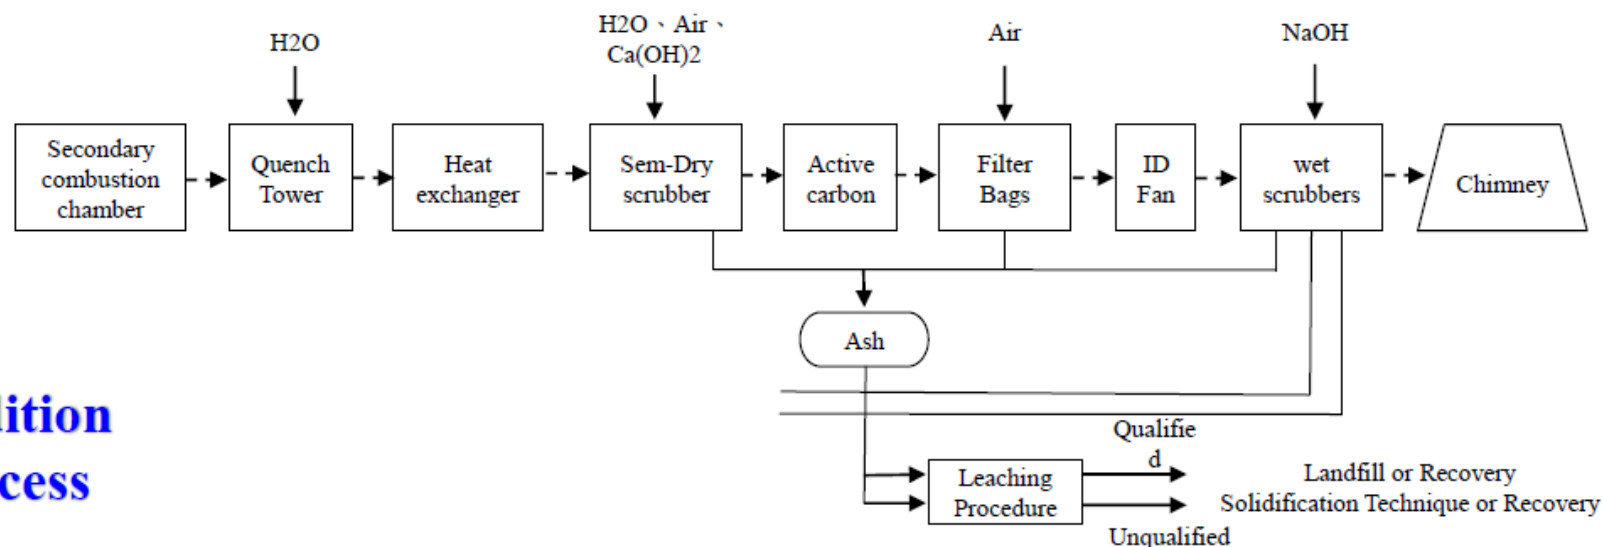 H2O
H2O、Air、
Ca(OH)2
Air
NaOH
Secondary
combustion
chamber
Quench
Tower
Heat
exchanger
Sem-Dry
scrubber
Active
carbon
Filter
Bags
ID
Fan
wet
scrubbers
Chimney
Ash
dition
cess
Leaching
Procedure
Qualifie
d
Landfill or Recovery
Solidification Technique or Recovery
Unqualified